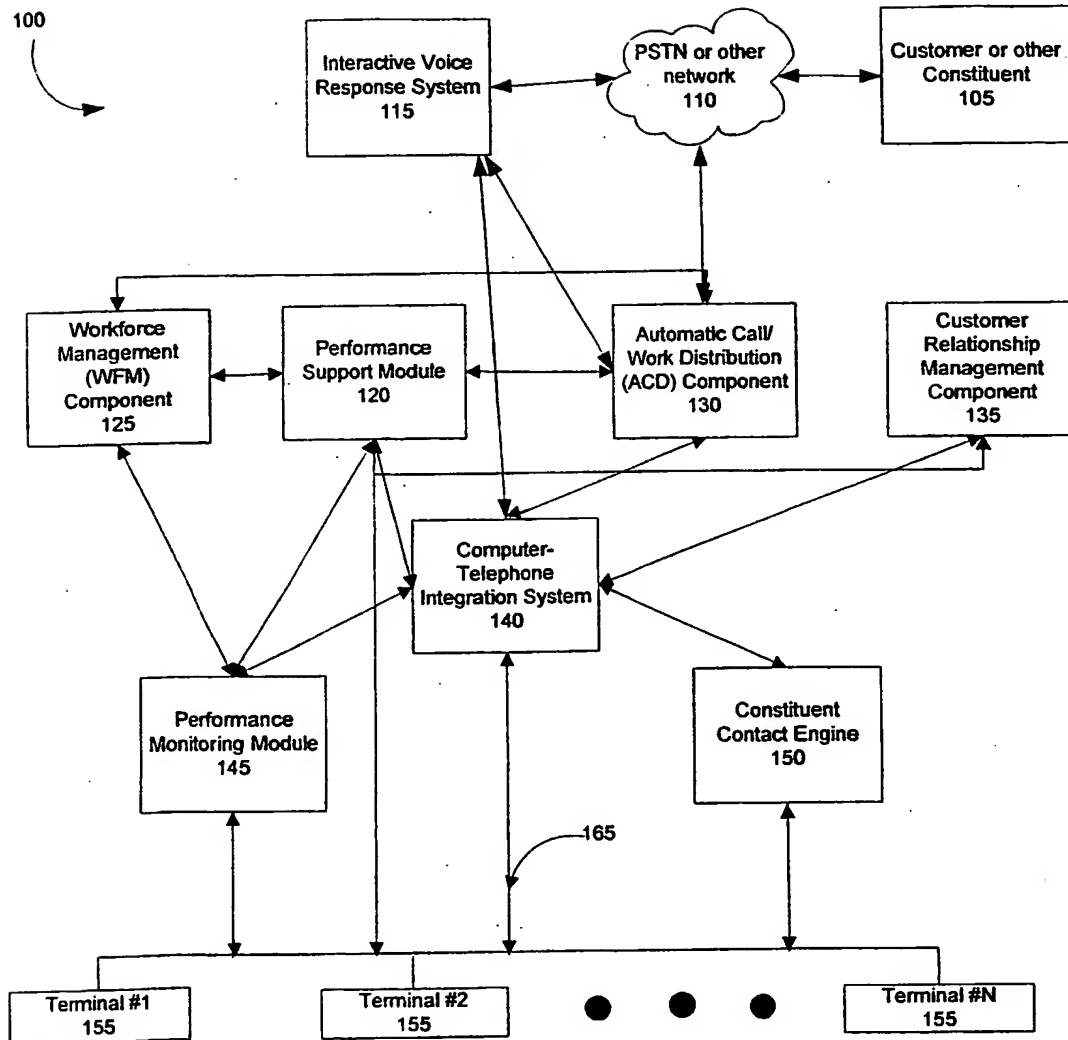 100
Interactive Voice
Response System
115
PSTN or other
network
110
Customer or other
Constituent
105
Workforce
Management
(WFM)
Component
125
Performance
Support Module
120
Automatic Call/
Work Distribution
(ACD) Component
130
Customer
Relationship
Management
Component
135
Computer-
Telephone
Integration System
140
Performance
Monitoring Module
145
Constituent
Contact Engine
150
165
Terminal #1
155
Terminal #2
155
Terminal #N
155